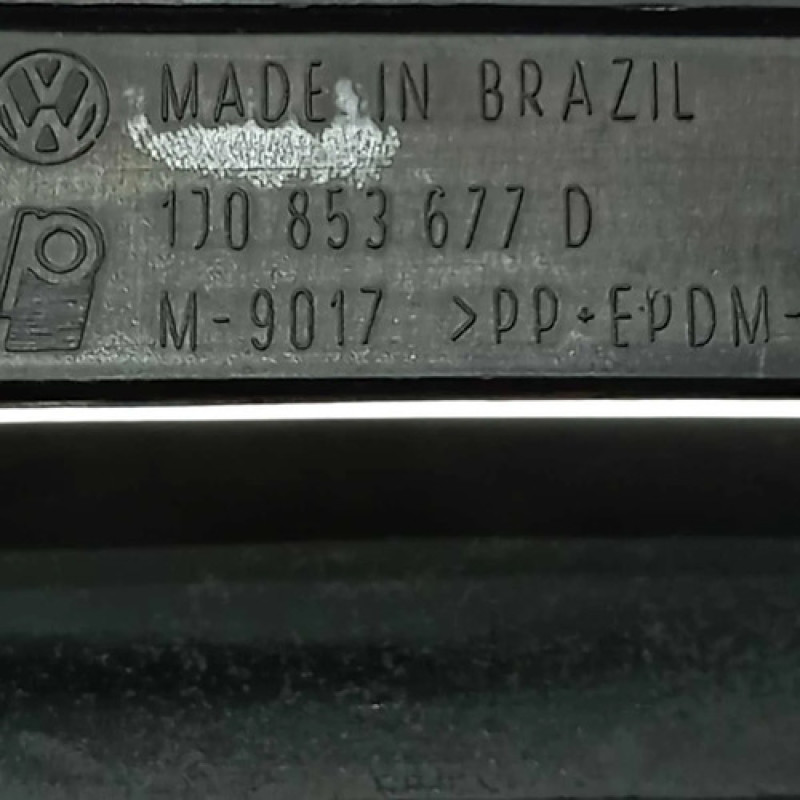 MADE IN BRAZIL
1J0 853 677 D
M-9017 >PP+EPDM-